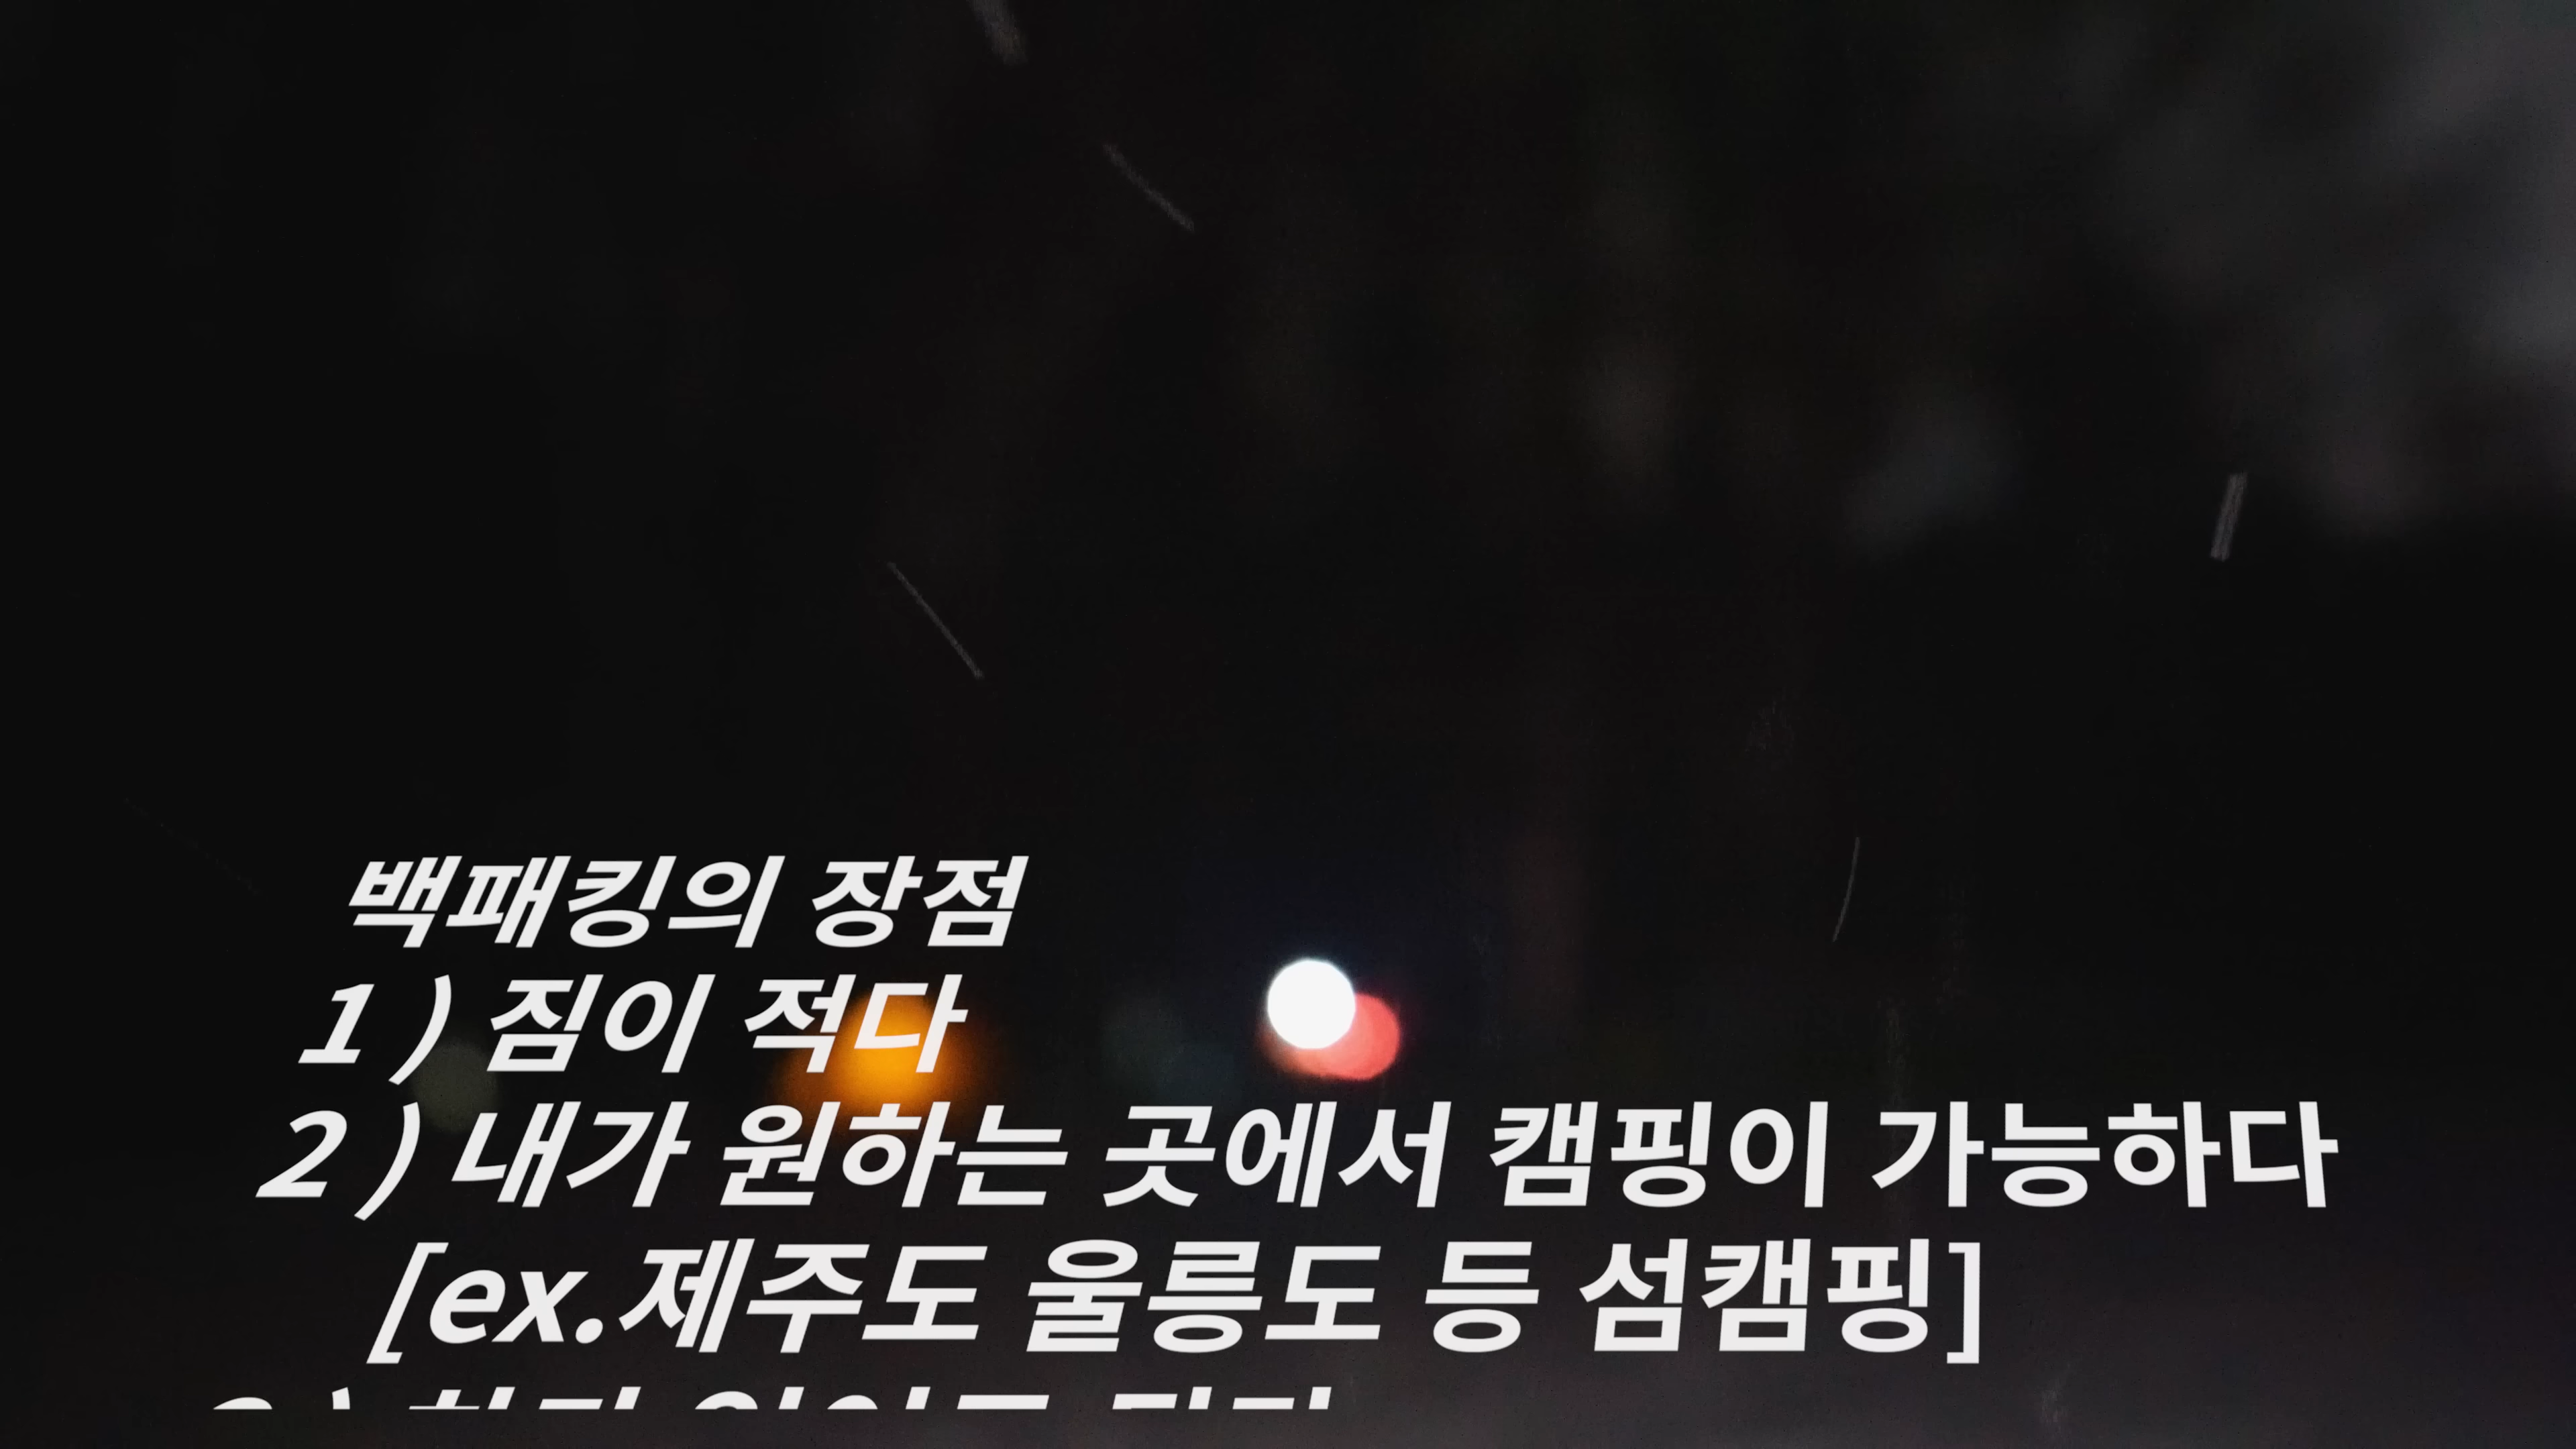 백패킹의 장점
1 ) 짐이 적다
2 ) 내가 원하는 곳에서 캠핑이 가능하다
[ex.제주도 울릉도 등 섬캠핑]